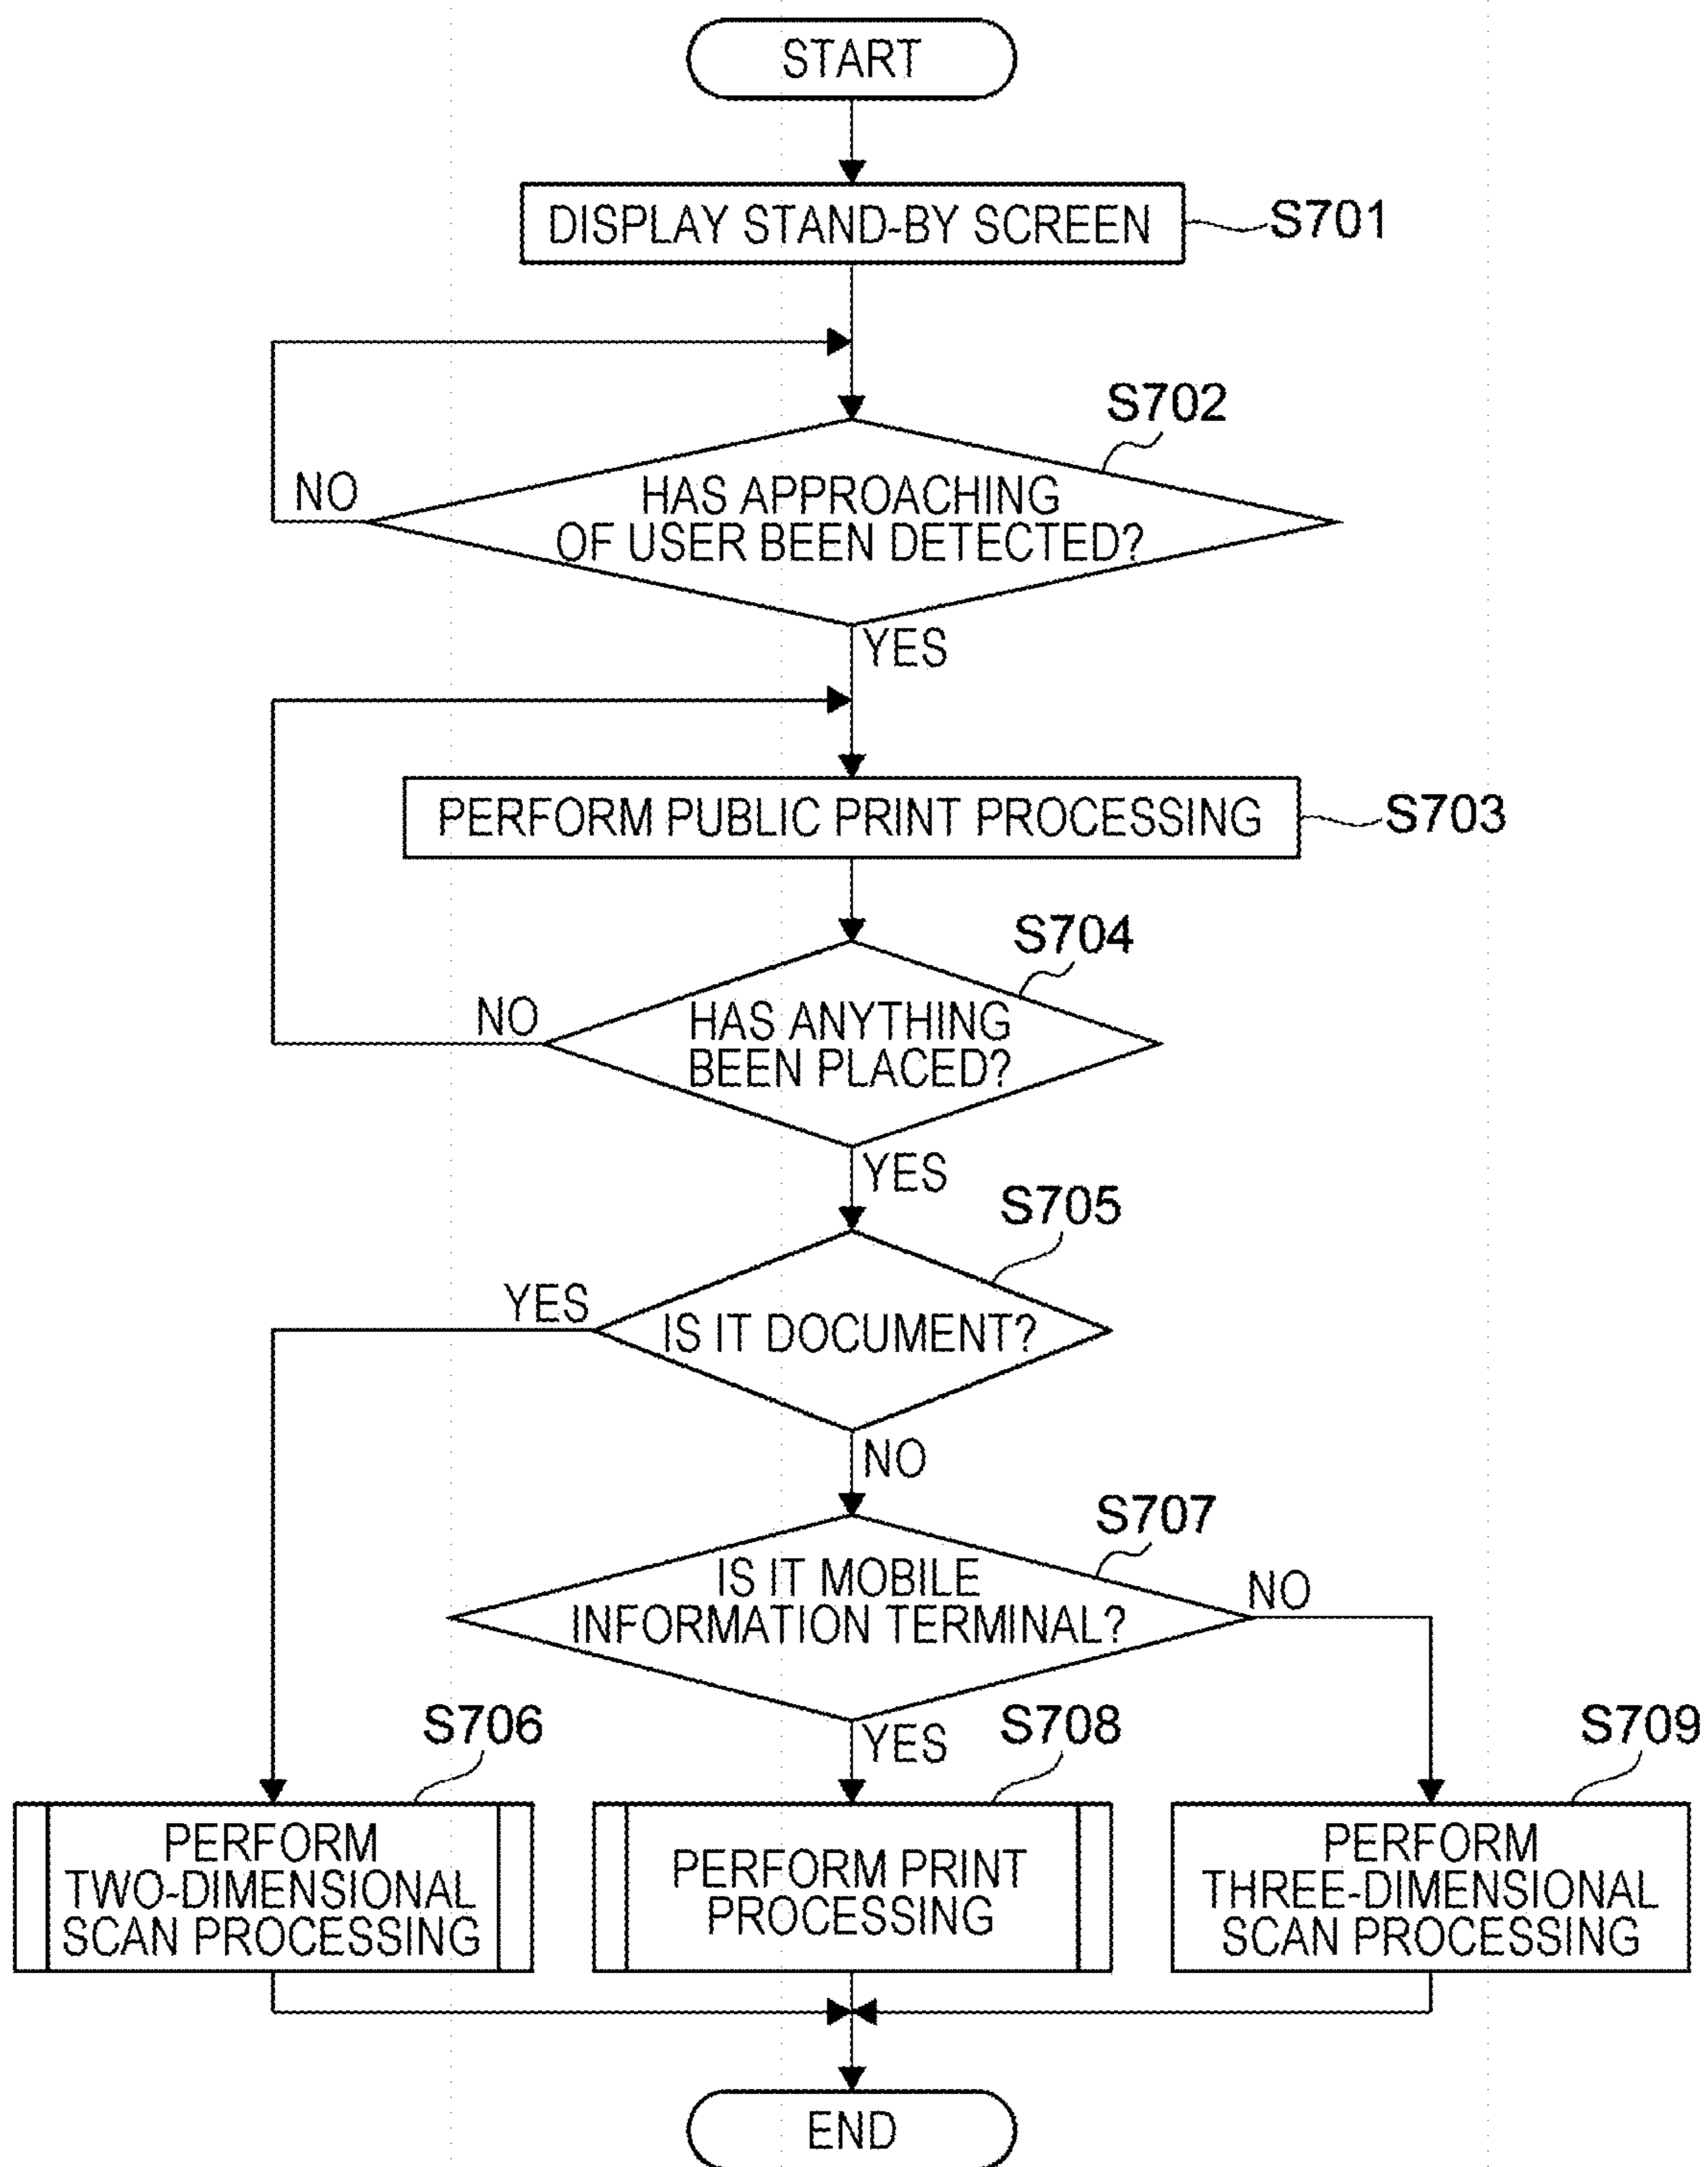 START
DISPLAY STAND-BY SCREEN
S701
S702
NO
HAS APPROACHING
OF USER BEEN DETECTED?
YES
PERFORM PUBLIC PRINT PROCESSING
S703
S704
NO
HAS ANYTHING
BEEN PLACED?
YES
S705
YES
IS IT DOCUMENT?
NO
S707
IS IT MOBILE
INFORMATION TERMINAL?
NO
YES
S706
PERFORM
TWO-DIMENSIONAL
SCAN PROCESSING
S708
PERFORM PRINT
PROCESSING
S709
PERFORM
THREE-DIMENSIONAL
SCAN PROCESSING
END